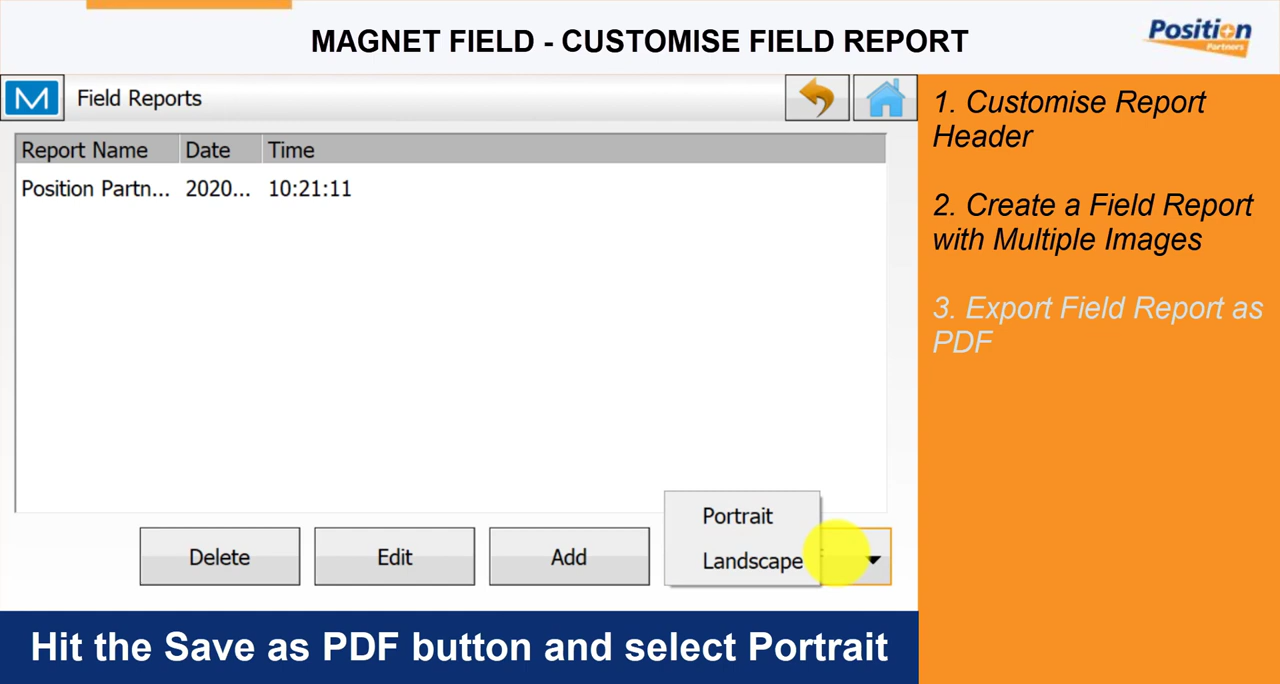 MAGNET FIELD - CUSTOMISE FIELD REPORT
Position
Partners
Field Reports
Report Name Date Time
Position Partn... 2020... 10:21:11
Portrait
Landscape
Delete Edit Add
Hit the Save as PDF button and select Portrait
1. Customise Report
Header
2. Create a Field Report
with Multiple Images
3. Export Field Report as
PDF